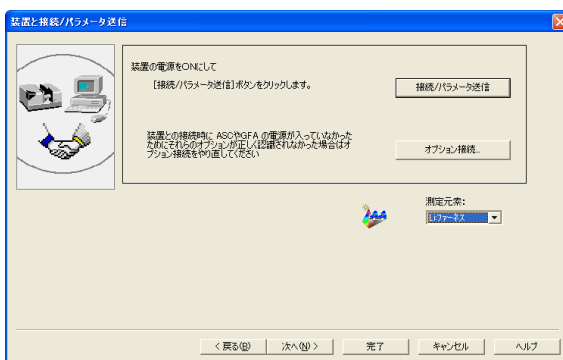 装置と接続/パラメータ送信
装置の電源をONにして
[接続/パラメータ送信]ボタンをクリックします。
接続/パラメータ送信
装置との接続時に ASCやGFA の電源が入っていなかった
ためにそれらのオプションが正しく認識されなかった場合はオ
プション接続をやり直してください
オプション接続...
AA
測定元素:
Li:ファーネス
< 戻る(B)
次へ(N) >
完了
キャンセル
ヘルプ